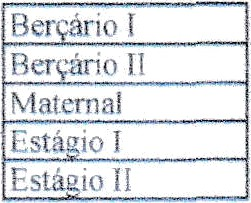 Berçário I
Berçário II
Maternal
Estágio I
Estágio II